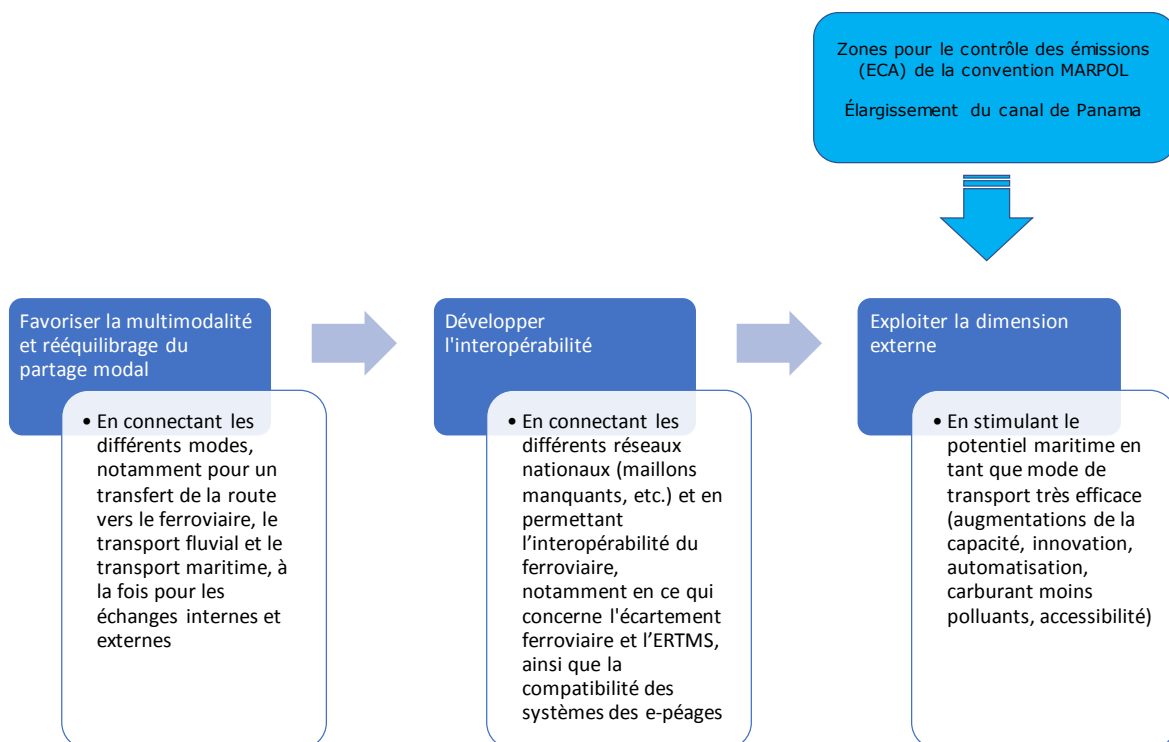 Zones pour le contrôle des émissions
(ECA) de la convention MARPOL
Élargissement du canal de Panama
Favoriser la multimodalité
et rééquilibrage du
partage modal
• En connectant les
différents modes,
notamment pour un
transfert de la route
vers le ferroviaire, le
transport fluvial et le
transport maritime, à
la fois pour les
échanges internes et
externes
Développer
l'interopérabilité
• En connectant les
différents réseaux
nationaux (maillons
manquants, etc.) et en
permettant
l’interopérabilité du
ferroviaire,
notamment en ce qui
concerne l'écartement
ferroviaire et l’ERTMS,
ainsi que la
compatibilité des
systèmes des e-péages
Exploiter la dimension
externe
• En stimulant le
potentiel maritime en
tant que mode de
transport très efficace
(augmentations de la
capacité, innovation,
automatisation,
carburant moins
polluants, accessibilité)